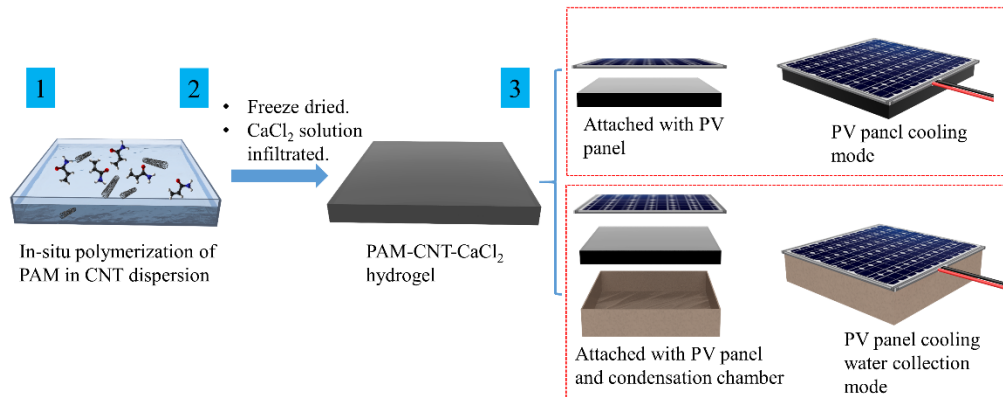 1
2
3
• Freeze dried.
• CaCl₂ solution
infiltrated.
In-situ polymerization of
PAM in CNT dispersion
PAM-CNT-CaCl₂
hydrogel
Attached with PV
panel
PV panel cooling
mode
Attached with PV panel
and condensation chamber
PV panel cooling
water collection
mode